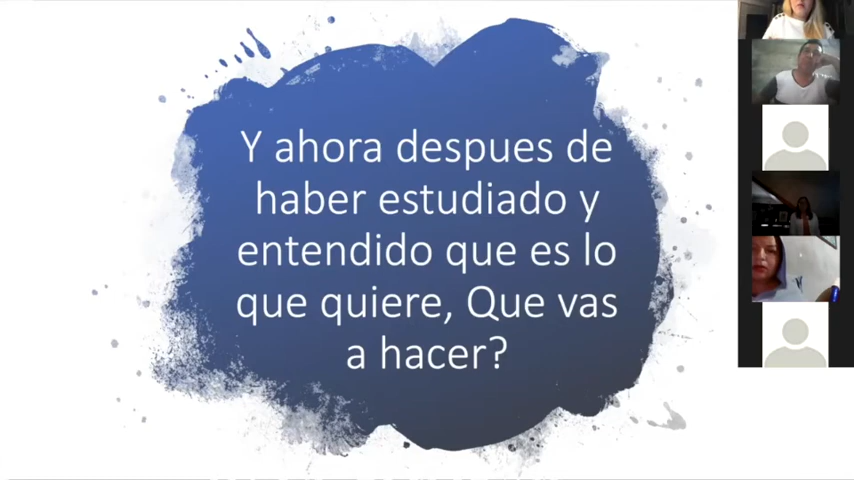 Y ahora despues de
haber estudiado y
entendido que es lo
que quiere, Que vas
a hacer?